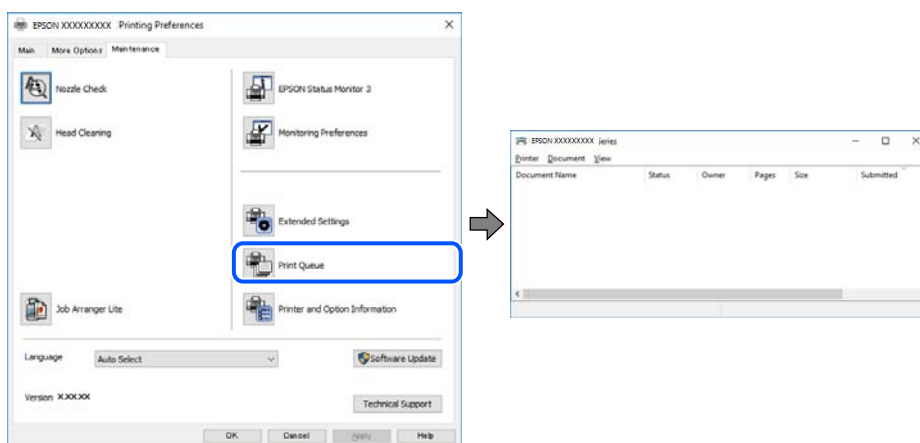 EPSON XXXXXXXXX Printing Preferences
Main More Options Maintenance
Nozzle Check
EPSON Status Monitor 3
Head Cleaning
Monitoring Preferences
Extended Settings
Print Queue
Job Arranger Lite
Printer and Option Information
Language Auto Select Software Update
Version X.XX.XX
Technical Support
OK Cancel Apply Help
EPSON XXXXXXXXX ieries
Printer Document View
Document Name Status Owner Pages Size Submitted